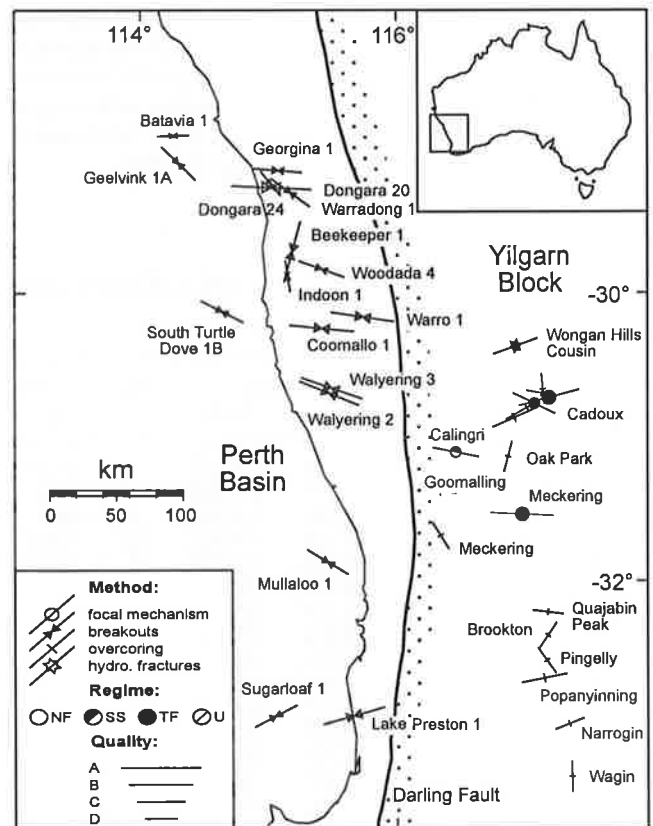 114°
116°
Batavia 1
Georgina 1
Geelvink 1A
Dongara 20
Dongara 24
Warradong 1
Beekeeper 1
Yilgarn
Block
Woodada 4
-30°
Indoon 1
South Turtle
Dove 1B
Warro 1
Wongan Hills
Cousin
Coomallo 1
Walyering 3
Walyering 2
Cadoux
Calingri
Perth
Basin
Oak Park
Goomalling
km
0 50 100
Meckering
Meckering
Mullaloo 1
-32°
Method:
focal mechanism
breakouts
overcoring
hydro. fractures
Regime:
NF SS TF U
Quality:
A
B
C
D
Quajabin
Peak
Brookton
Pingelly
Popanyinning
Sugarloaf 1
Lake Preston 1
Narrogin
Wagin
Darling Fault